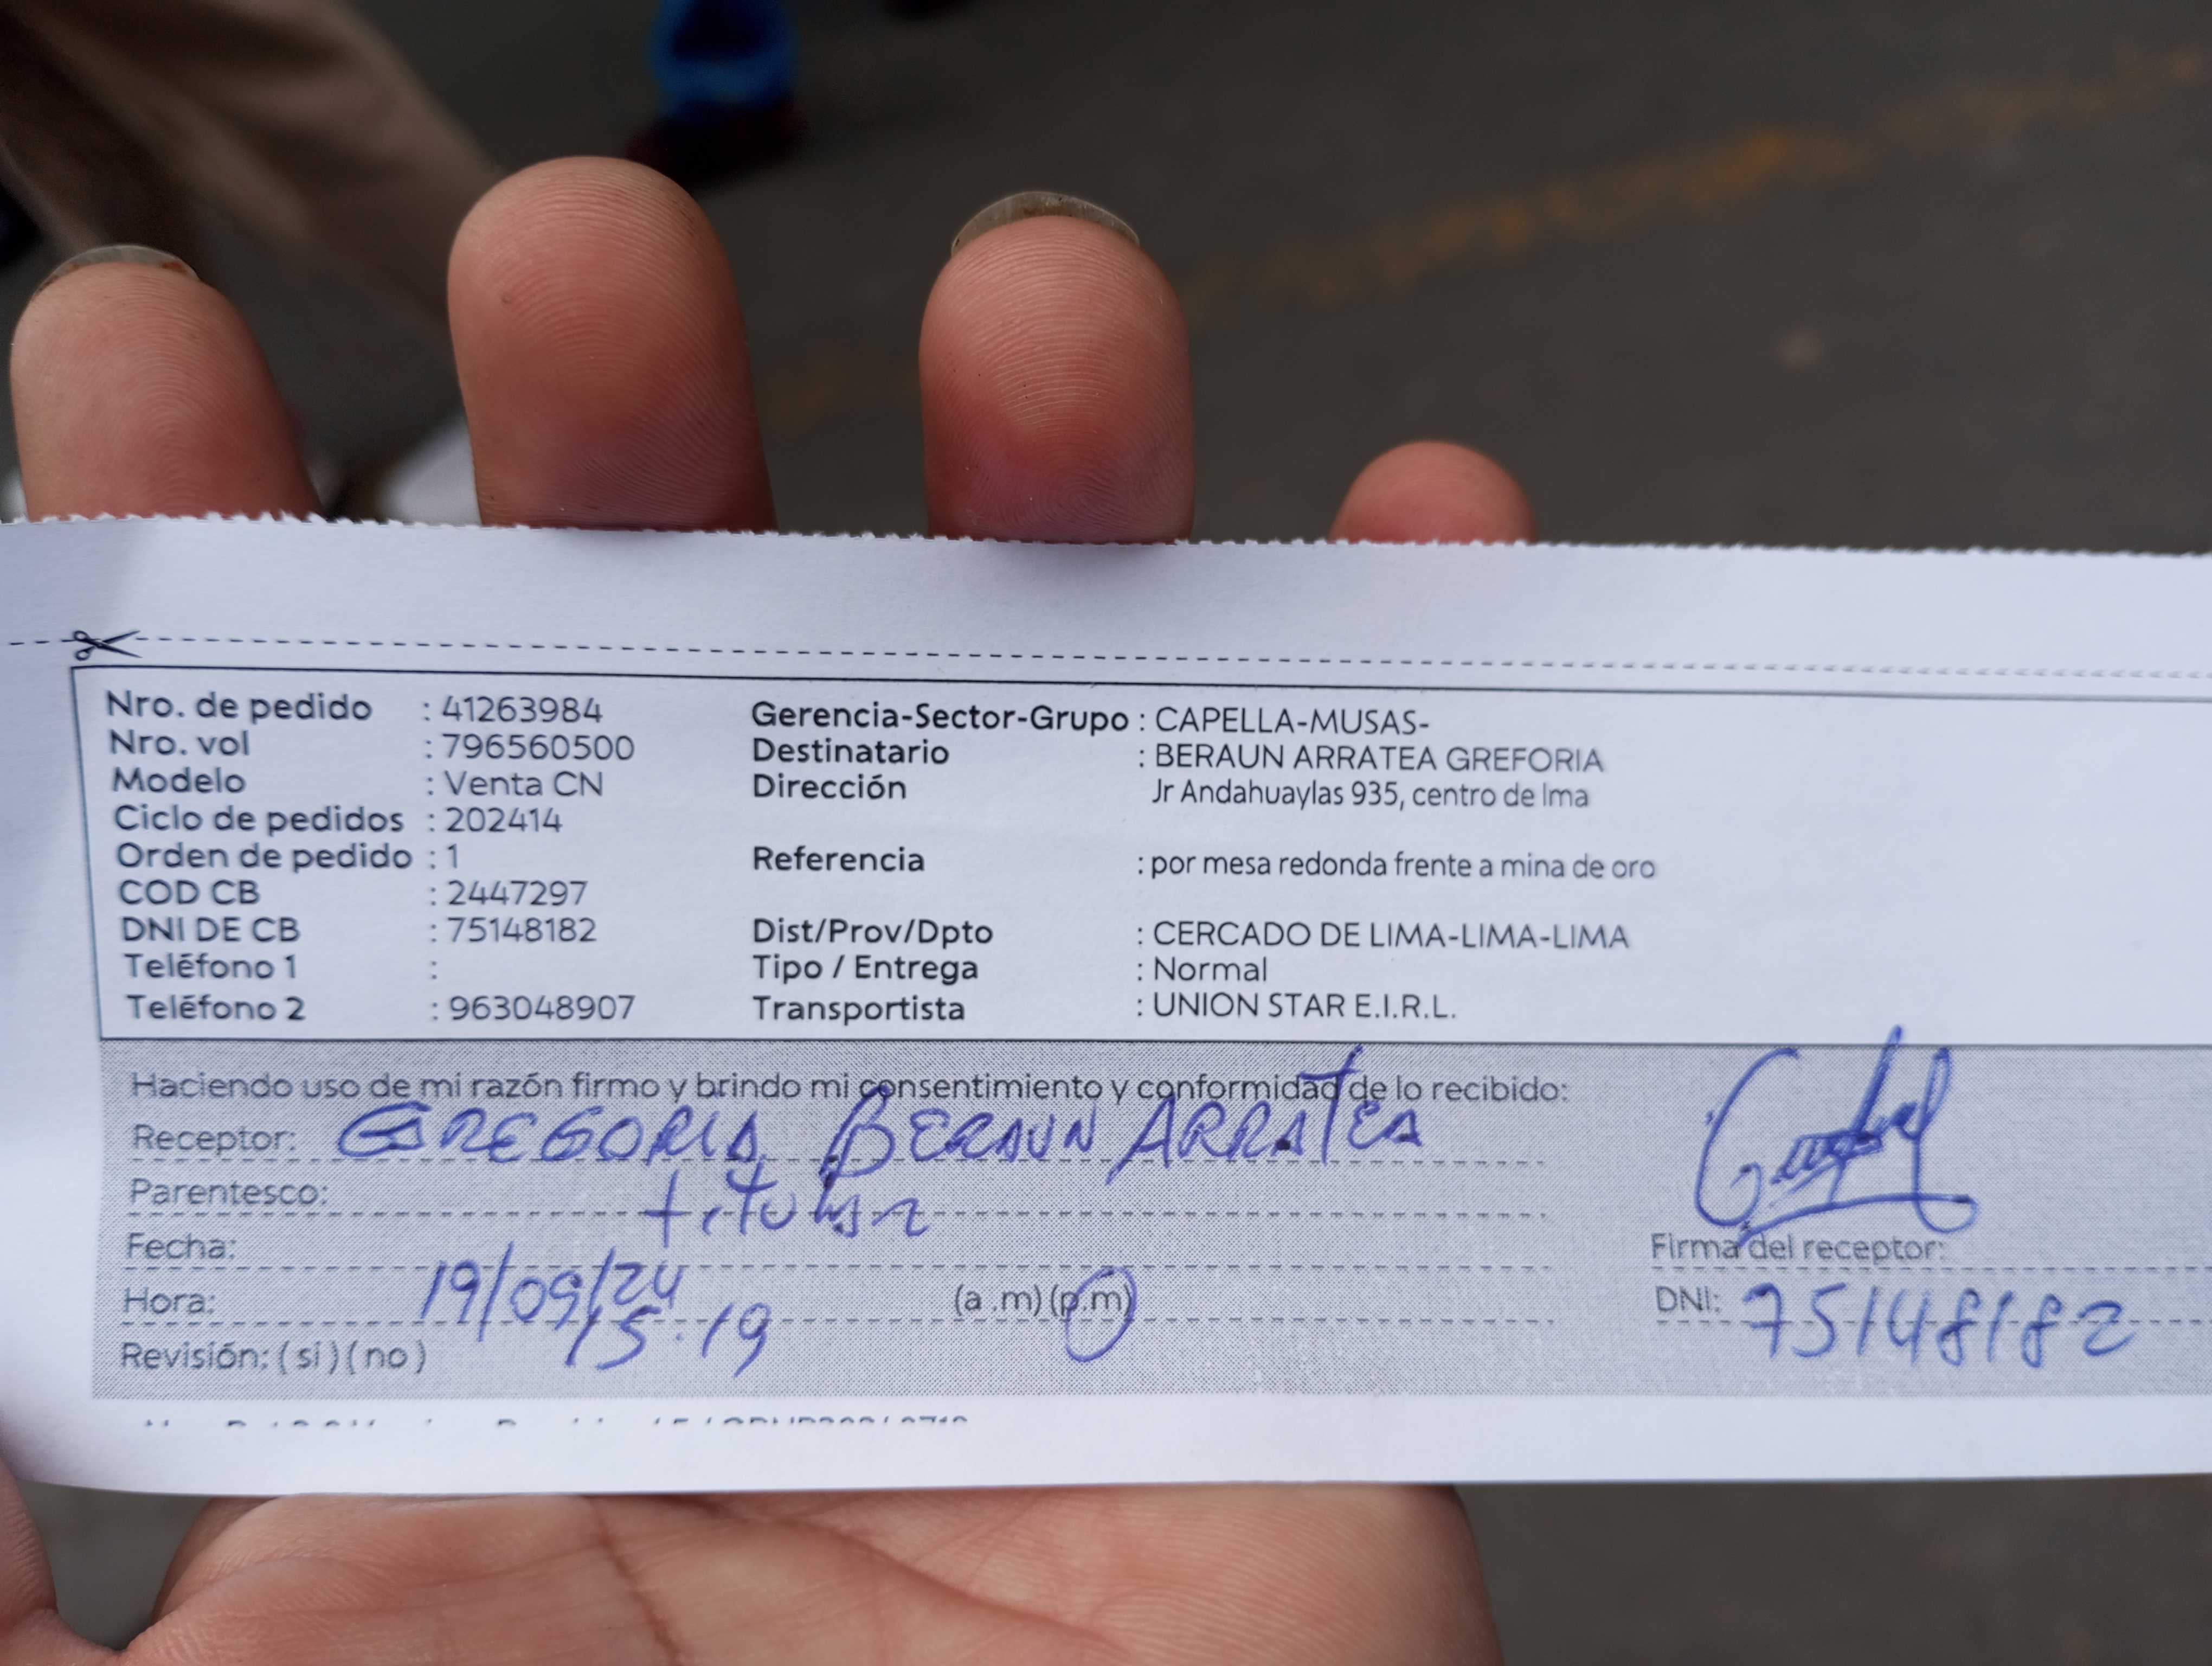 Nro. de pedido : 41263984
Nro. vol : 796560500
Modelo : Venta CN
Ciclo de pedidos : 202414
Orden de pedido : 1
COD CB : 2447297
DNI DE CB : 75148182
Teléfono 1 :
Teléfono 2 : 963048907
Gerencia-Sector-Grupo : CAPELLA-MUSAS-
Destinatario : BERAUN ARRATEA GREFORIA
Dirección Jr Andahuaylas 935, centro de lma
Referencia : por mesa redonda frente a mina de oro
Dist/Prov/Dpto : CERCADO DE LIMA-LIMA-LIMA
Tipo / Entrega : Normal
Transportista : UNION STAR E.I.R.L.
Haciendo uso de mi razón firmo y brindo mi consentimiento y conformidad de lo recibido:
Receptor: GREGORIA BERAUN ARRATEA
Parentesco: titular
Fecha: 19/09/24
Hora: 15:19 (a .m) (p.m)
Revisión: ( si ) ( no )
Firma del receptor:
DNI: 75148182